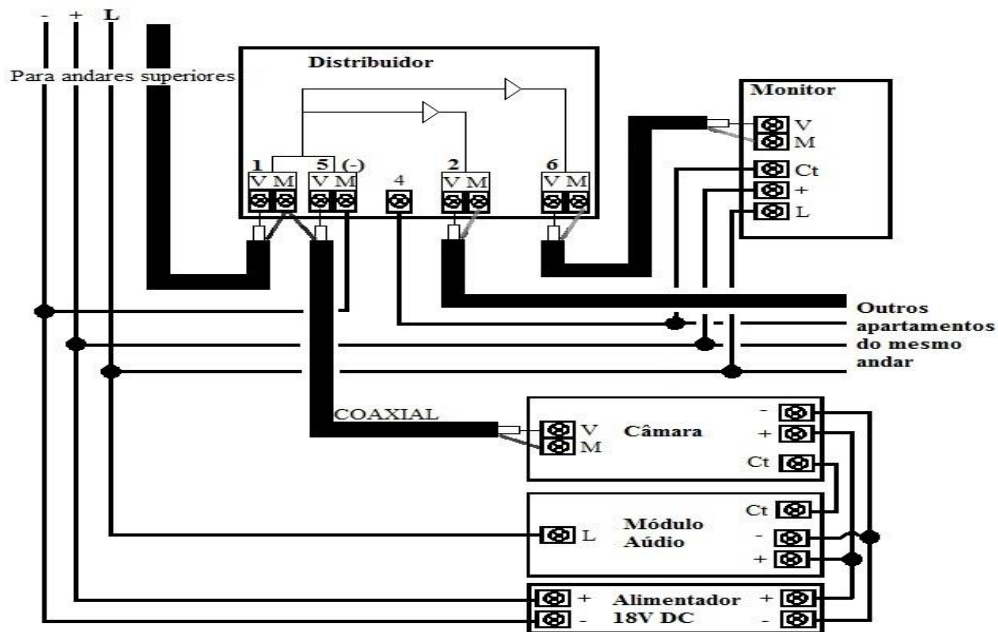 - + L
Para andares superiores
Distribuidor
1 5 (-) 2 6
V M V M 4 V M V M
Monitor
V
M
Ct
+
L
Outros
apartamentos
do mesmo
andar
COAXIAL
V
M
Câmara
-
+
Ct
L
Módulo
Aúdio
Ct
-
+
+
-
Alimentador
18V DC
+
-